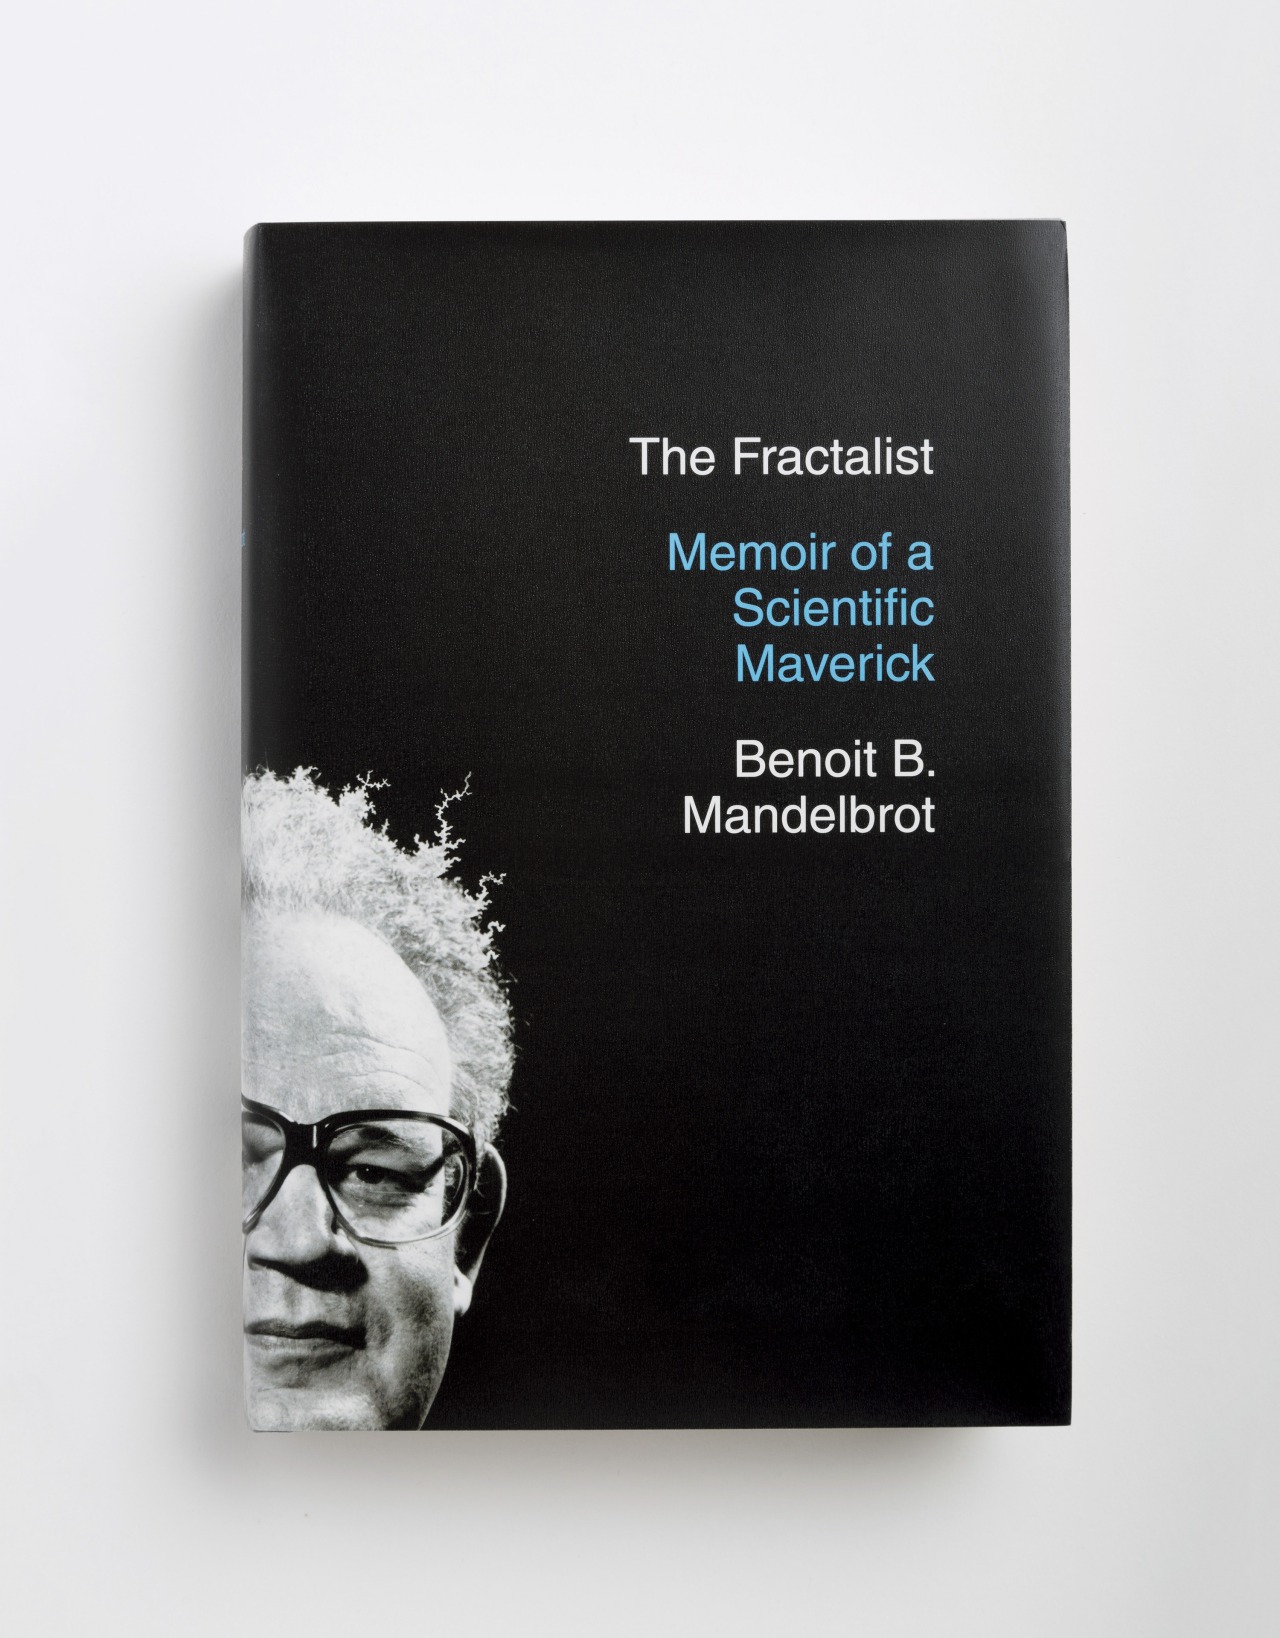 The Fractalist
Memoir of a
Scientific
Maverick
Benoit B.
Mandelbrot